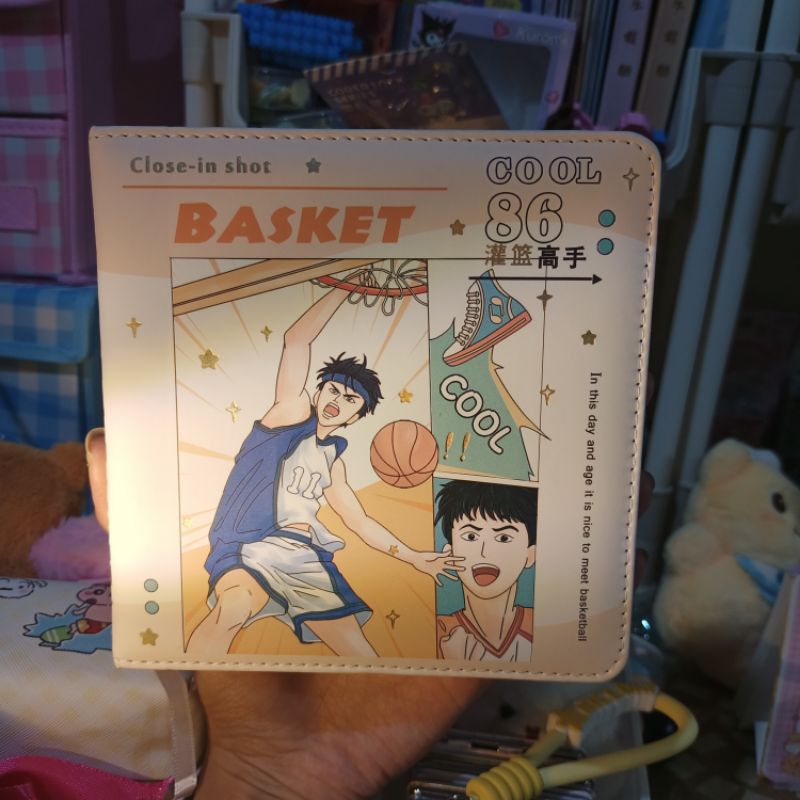 Kuromi
Close-in shot
COOL
86
BASKET
灌篮高手
COOL
!!
11
In this day and age it is nice to meet basketball